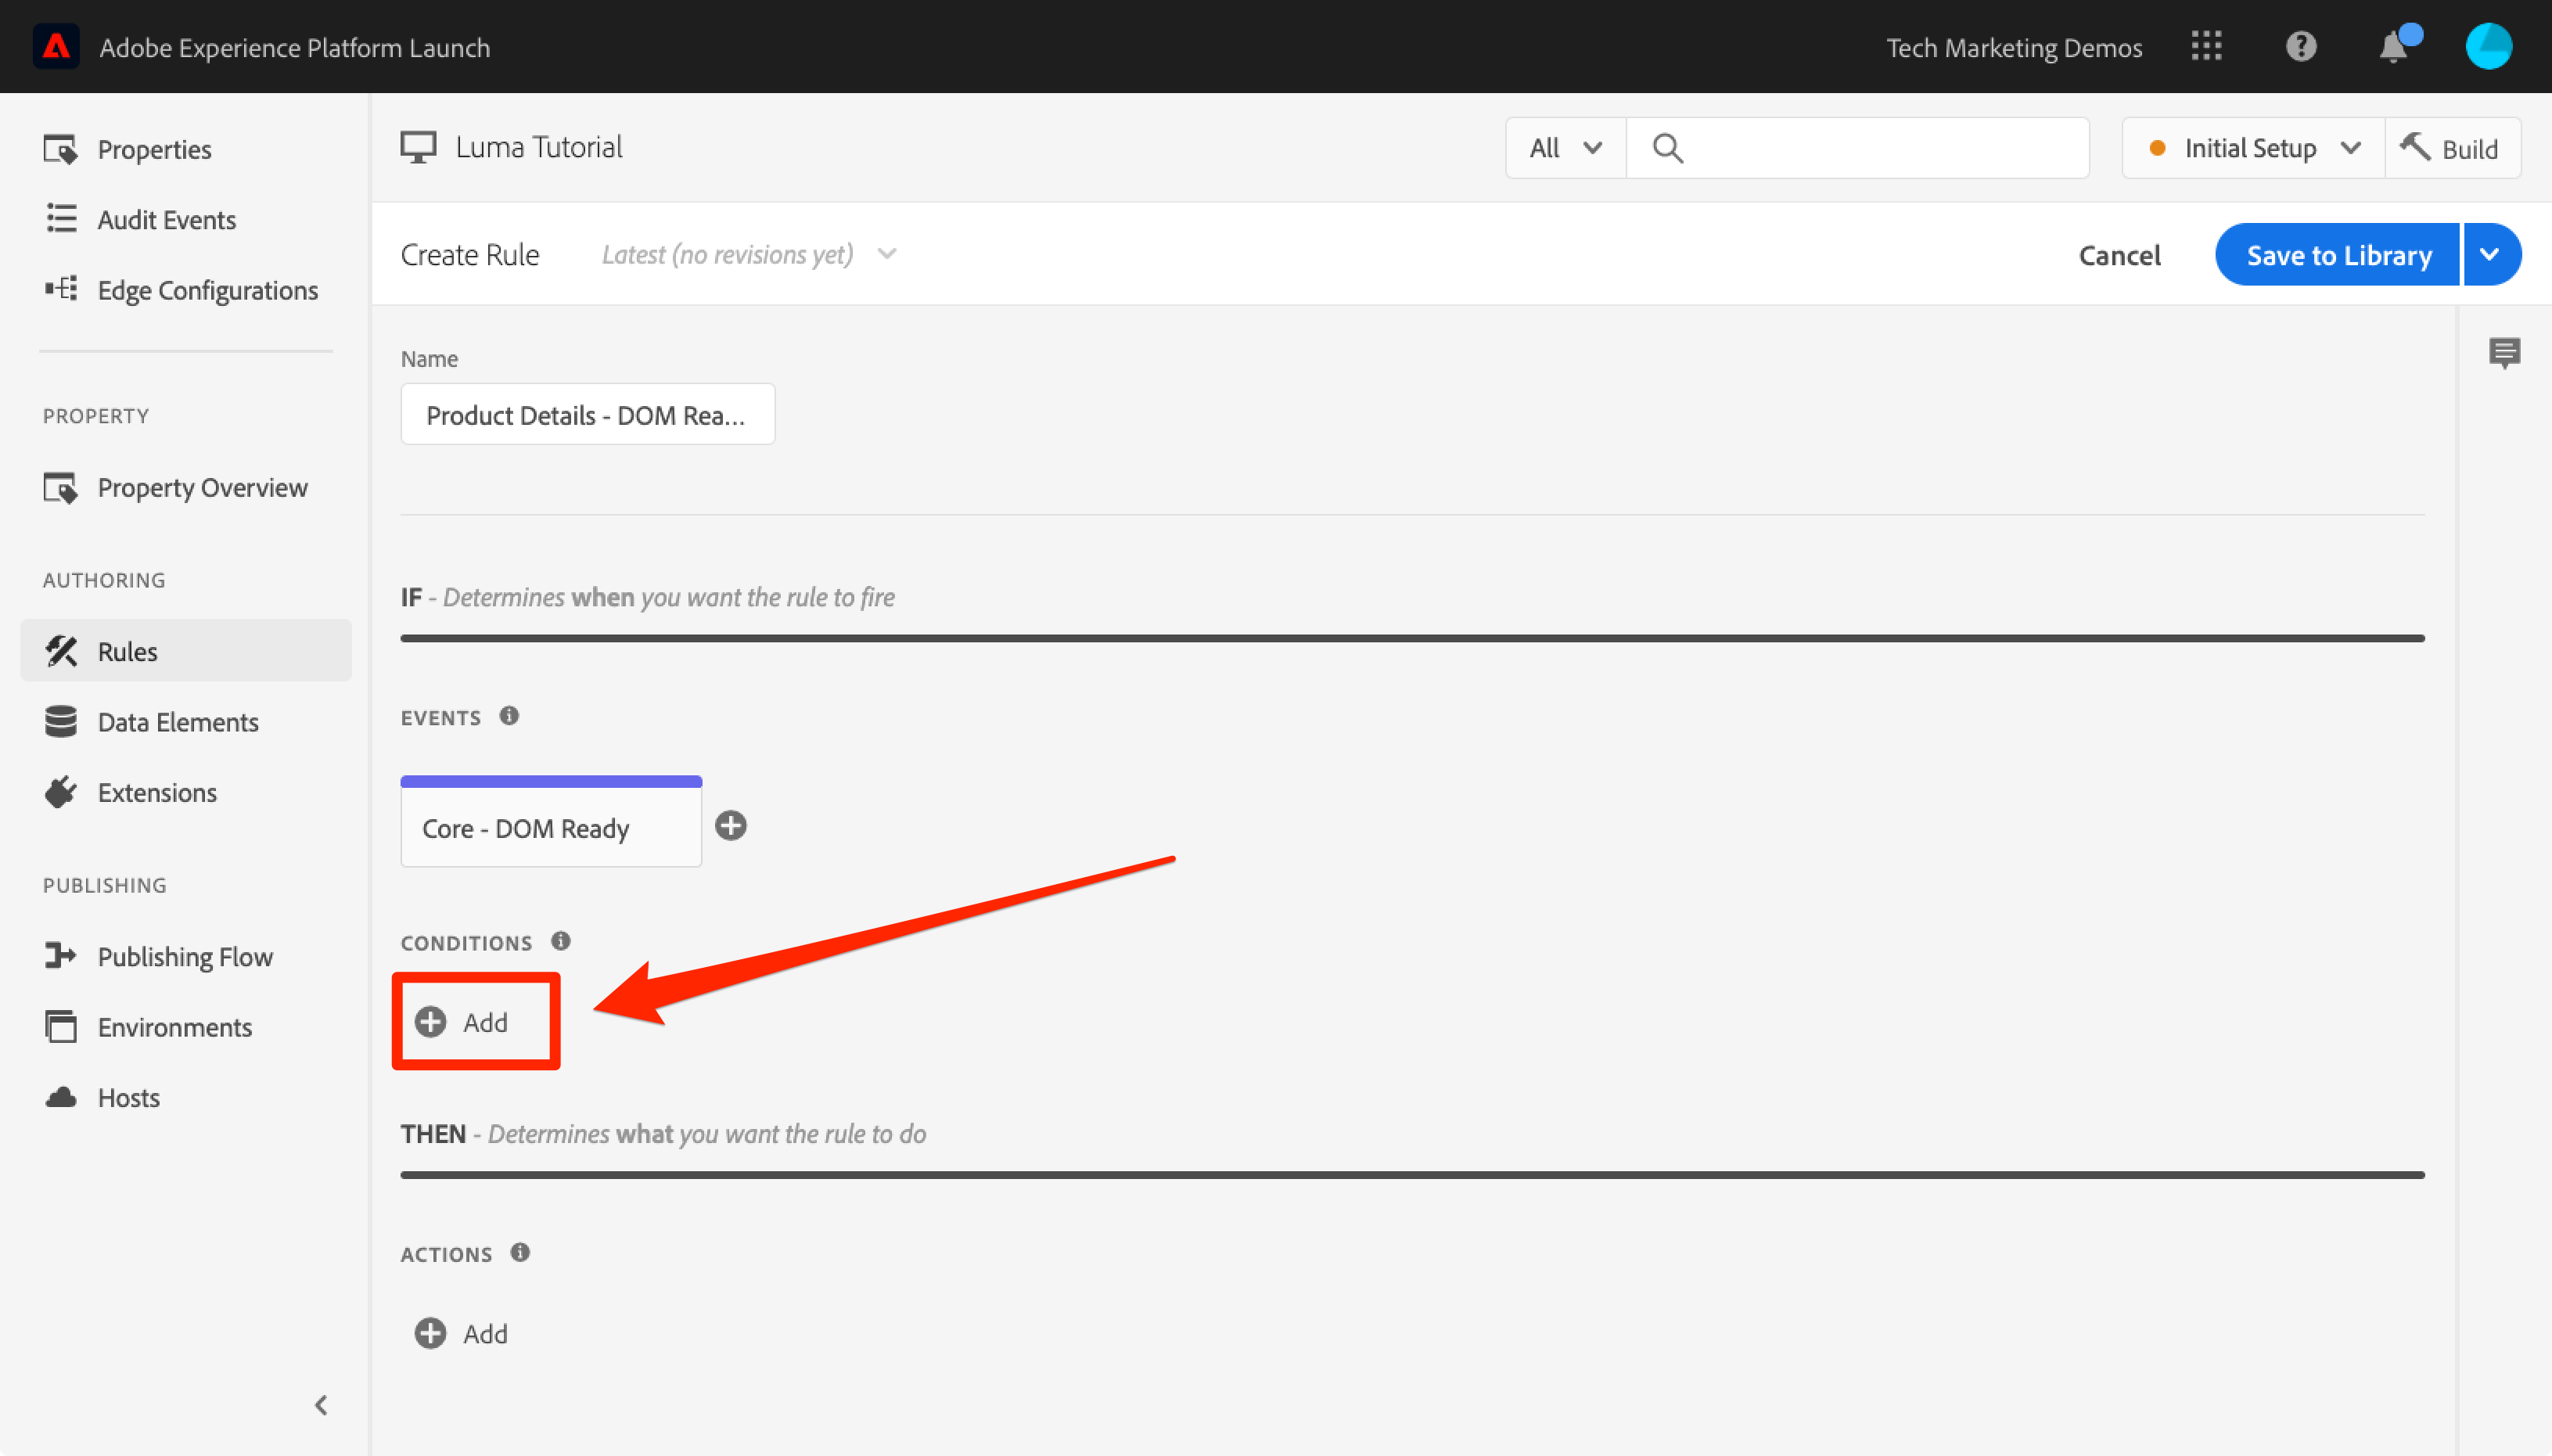 Adobe Experience Platform Launch
Tech Marketing Demos
Properties
Audit Events
Edge Configurations
PROPERTY
Property Overview
AUTHORING
Rules
Data Elements
Extensions
PUBLISHING
Publishing Flow
Environments
Hosts
Luma Tutorial
All
Initial Setup
Build
Create Rule
Latest (no revisions yet)
Cancel
Save to Library
Name
Product Details - DOM Rea...
IF - Determines when you want the rule to fire
EVENTS
Core - DOM Ready
CONDITIONS
Add
THEN - Determines what you want the rule to do
ACTIONS
Add